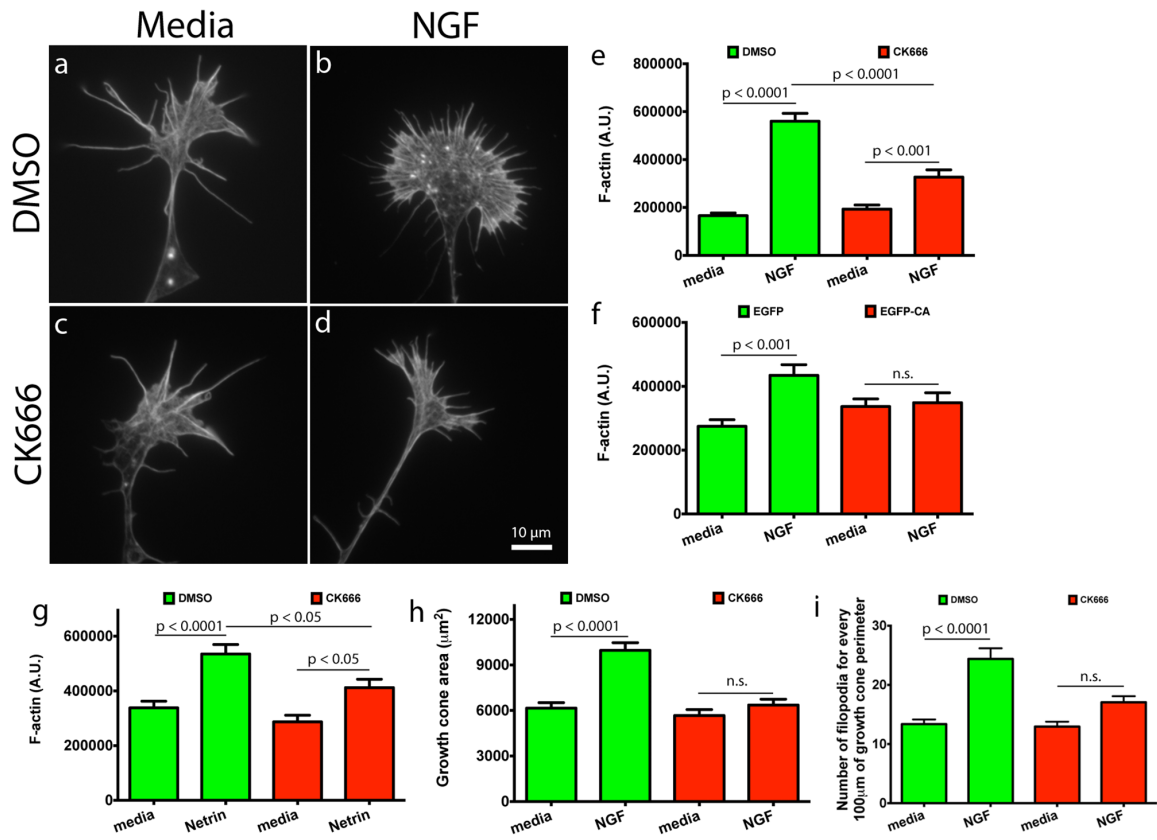 Media
NGF
DMSO
CK666
a
b
c
d
10 μm
e
DMSO
CK666
F-actin (A.U.)
800000
600000
400000
200000
0
p < 0.0001
p < 0.0001
p < 0.001
media
NGF
media
NGF
f
EGFP
EGFP-CA
F-actin (A.U.)
600000
400000
200000
0
p < 0.001
n.s.
media
NGF
media
NGF
g
DMSO
CK666
F-actin (A.U.)
600000
400000
200000
0
p < 0.0001
p < 0.05
p < 0.05
media
Netrin
media
Netrin
h
DMSO
CK666
Growth cone area (μm²)
12000
9000
6000
3000
0
p < 0.0001
n.s.
media
NGF
media
NGF
i
DMSO
CK666
Number of filopodia for every
100μm of growth cone perimeter
30
20
10
0
p < 0.0001
n.s.
media
NGF
media
NGF